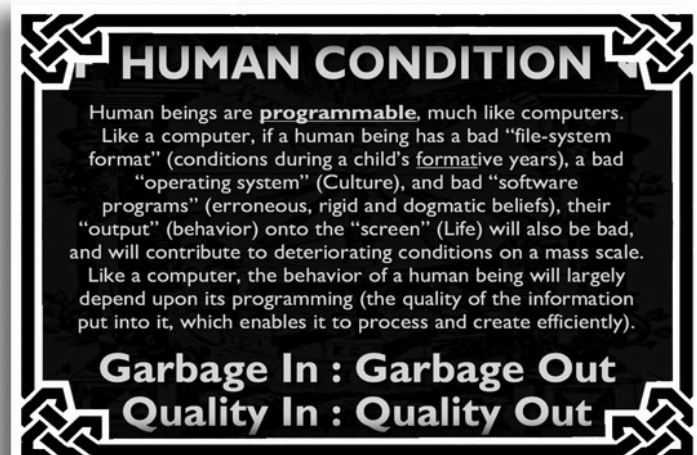 HUMAN CONDITION
Human beings are programmable, much like computers.
Like a computer, if a human being has a bad “file-system
format” (conditions during a child’s formative years), a bad
“operating system” (Culture), and bad “software
programs” (erroneous, rigid and dogmatic beliefs), their
“output” (behavior) onto the “screen” (Life) will also be bad,
and will contribute to deteriorating conditions on a mass scale.
Like a computer, the behavior of a human being will largely
depend upon its programming (the quality of the information
put into it, which enables it to process and create efficiently).
Garbage In : Garbage Out
Quality In : Quality Out